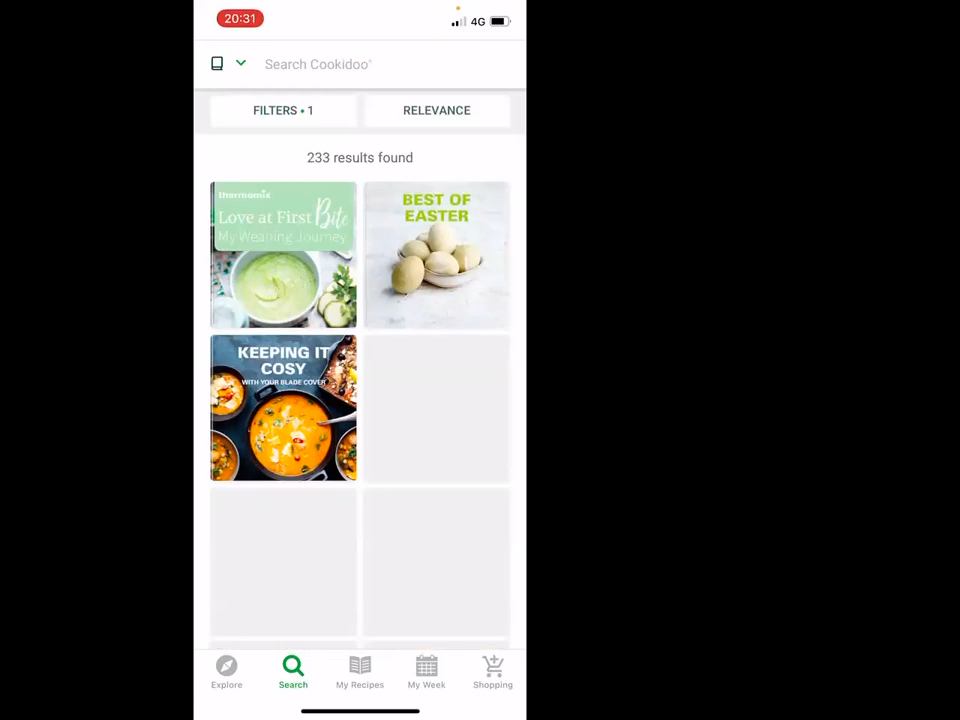 20:31
4G
Search Cookidoo®
FILTERS • 1
RELEVANCE
233 results found
thermomix
Love at First Bite
My Weaning Journey
BEST OF
EASTER
KEEPING IT
COSY
WITH YOUR BLADE COVER
Explore
Search
My Recipes
My Week
Shopping